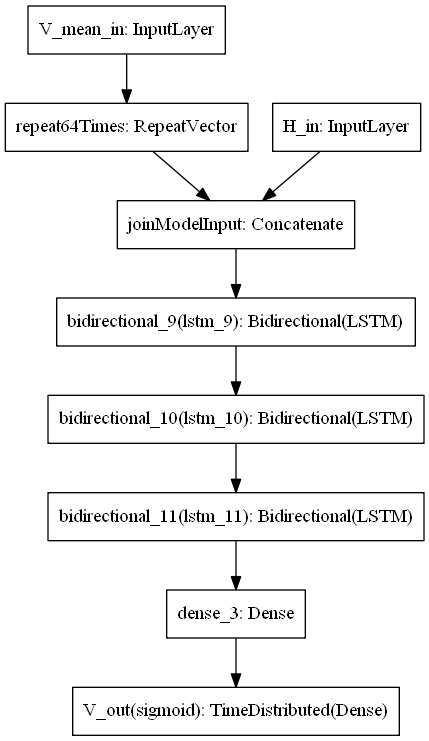 V_mean_in: InputLayer
repeat64Times: RepeatVector
H_in: InputLayer
joinModelInput: Concatenate
bidirectional_9(lstm_9): Bidirectional(LSTM)
bidirectional_10(lstm_10): Bidirectional(LSTM)
bidirectional_11(lstm_11): Bidirectional(LSTM)
dense_3: Dense
V_out(sigmoid): TimeDistributed(Dense)